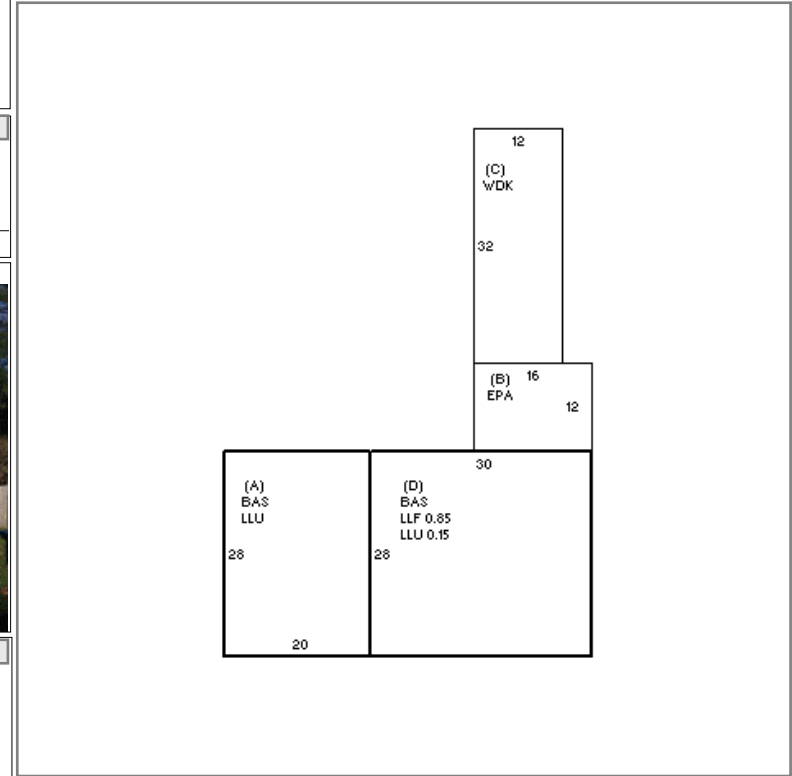 12
(C)
WDK
32
(B) 16
EPA
12
30
(A)
BAS
LLU
28
20
(D)
BAS
LLF 0.85
LLU 0.15
28